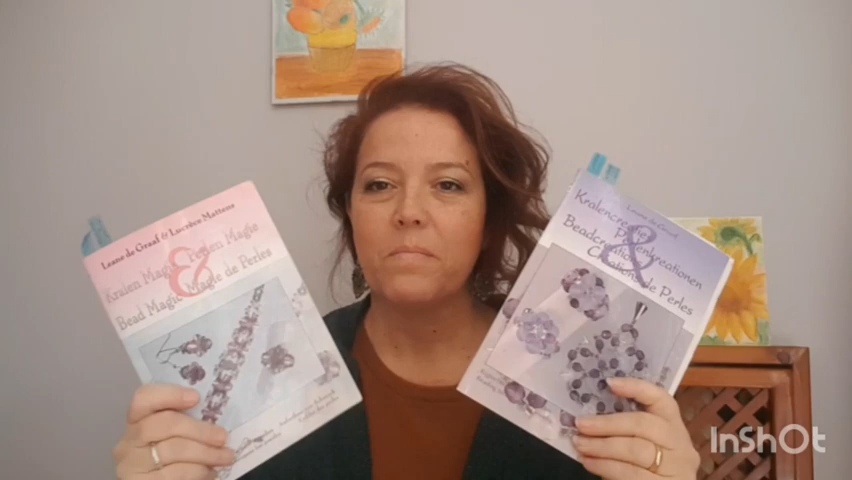 Leane de Graaf & Lucrèce Mattens
Kralen Magie Perlen Magie
&
Bead Magic Magie de Perles
Leane de Graaf
Kralencreaties
Perlenkreationen
&
Beadcreations
Créations de Perles
InShOt